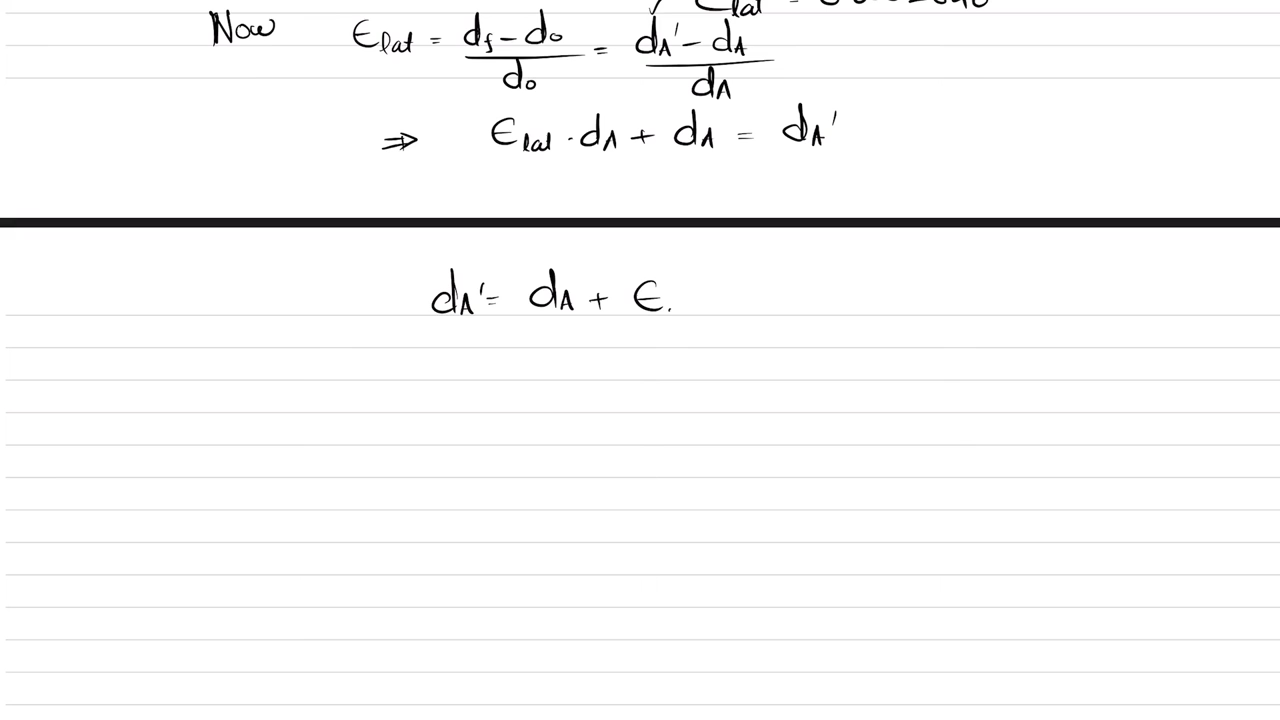 Now ϵlat = df - do / do = dA' - dA / dA
⇒ ϵlat · dA + dA = dA'
dA' = dA + ϵ.